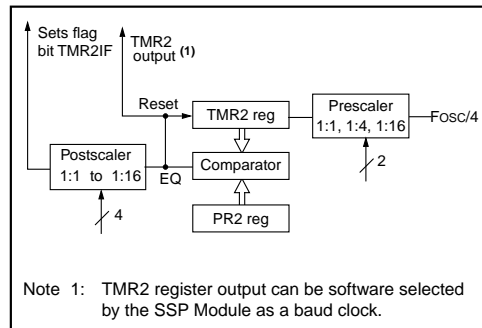 Sets flag
bit TMR2IF
TMR2
output (1)
Reset
TMR2 reg
Prescaler
1:1, 1:4, 1:16
FOSC/4
2
Postscaler
1:1 to 1:16
EQ
Comparator
4
PR2 reg
Note 1: TMR2 register output can be software selected
by the SSP Module as a baud clock.